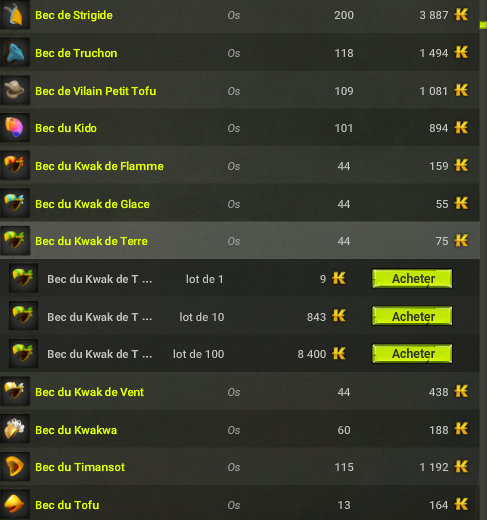 Bec de Strigide Os 200 3 887
Bec de Truchon Os 118 1 494
Bec de Vilain Petit Tofu Os 109 1 081
Bec du Kido Os 101 894
Bec du Kwak de Flamme Os 44 159
Bec du Kwak de Glace Os 44 55
Bec du Kwak de Terre Os 44 75
Bec du Kwak de T ... lot de 1 9 Acheter
Bec du Kwak de T ... lot de 10 843 Acheter
Bec du Kwak de T ... lot de 100 8 400 Acheter
Bec du Kwak de Vent Os 44 438
Bec du Kwakwa Os 60 188
Bec du Timansot Os 115 1 192
Bec du Tofu Os 13 164